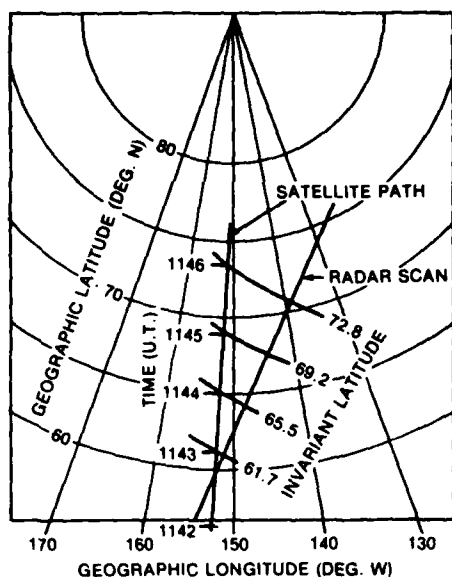 80
SATELLITE PATH
GEOGRAPHIC LATITUDE (DEG. N)
1146
RADAR SCAN
70
TIME (U.T.)
1145
72.8
69.2
1144
65.5
INVARIANT LATITUDE
60
1143
61.7
1142
170 160 150 140 130
GEOGRAPHIC LONGITUDE (DEG. W)